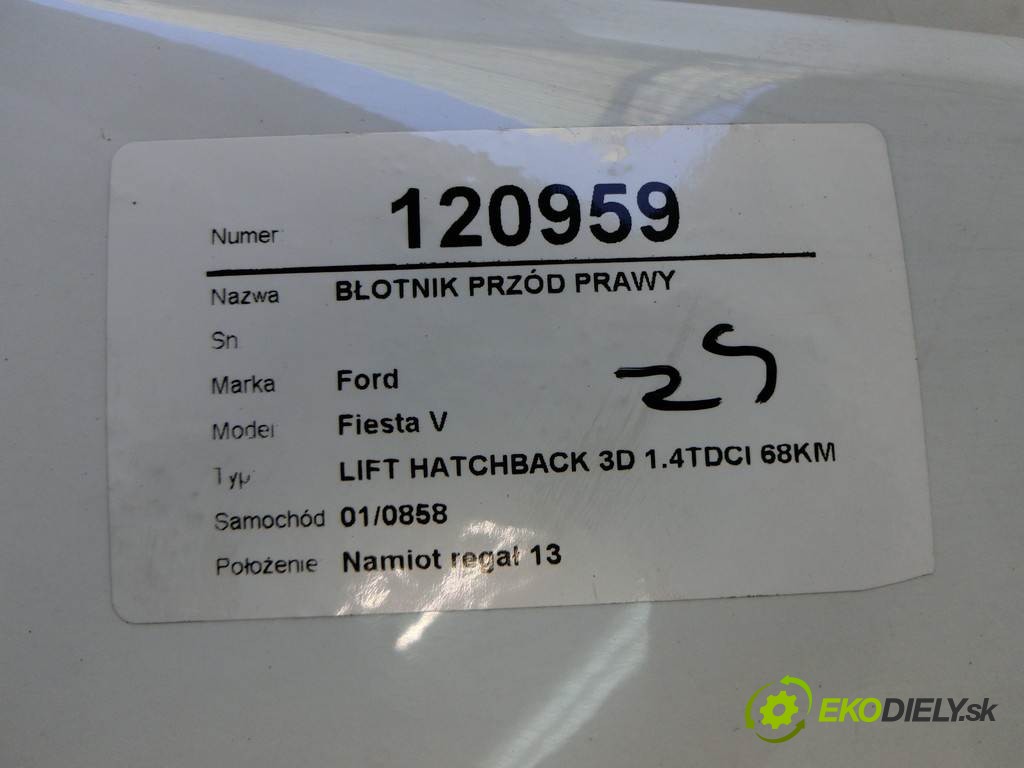 Numer 120959
Nazwa BŁOTNIK PRZÓD PRAWY
Sn
Marka Ford
Model Fiesta V
Typ LIFT HATCHBACK 3D 1.4TDCI 68KM
Samochód 01/0858
Położenie Namiot regał 13
EKODIELY.sk